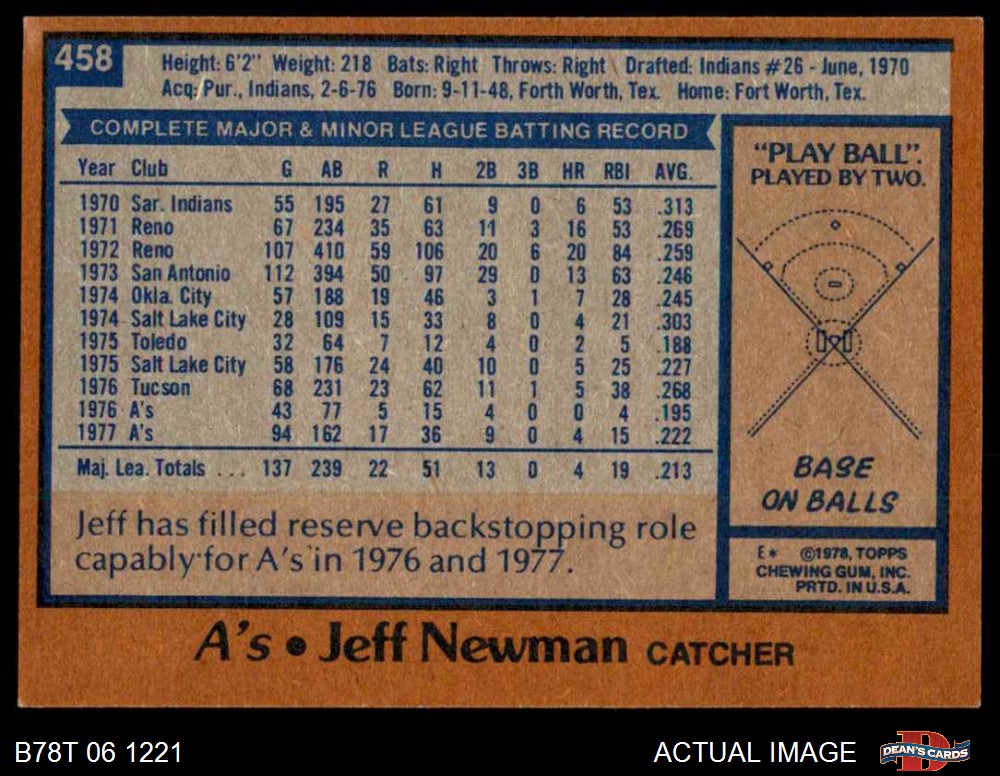 458
Height: 6'2" Weight: 218 Bats: Right Throws: Right Drafted: Indians #26 - June, 1970
Acq: Pur., Indians, 2-6-76 Born: 9-11-48, Forth Worth, Tex. Home: Fort Worth, Tex.
COMPLETE MAJOR & MINOR LEAGUE BATTING RECORD
Year Club G AB R H 2B 3B HR RBI AVG.
1970 Sar. Indians 55 195 27 61 9 0 6 53 .313
1971 Reno 67 234 35 63 11 3 16 53 .269
1972 Reno 107 410 59 106 20 6 20 84 .259
1973 San Antonio 112 394 50 97 29 0 13 63 .246
1974 Okla. City 57 188 19 46 3 1 7 28 .245
1974 Salt Lake City 28 109 15 33 8 0 4 21 .303
1975 Toledo 32 64 7 12 4 0 2 5 .188
1975 Salt Lake City 58 176 24 40 10 0 5 25 .227
1976 Tucson 68 231 23 62 11 1 5 38 .268
1976 A's 43 77 5 15 4 0 0 4 .195
1977 A's 94 162 17 36 9 0 4 15 .222
Maj. Lea. Totals ... 137 239 22 51 13 0 4 19 .213
Jeff has filled reserve backstopping role
capably for A's in 1976 and 1977.
"PLAY BALL".
PLAYED BY TWO.
BASE
ON BALLS
E* ©1978, TOPPS
CHEWING GUM, INC.
PRTD. IN U.S.A.
A's • Jeff Newman CATCHER
B78T 06 1221
ACTUAL IMAGE
D
DEAN'S CARDS